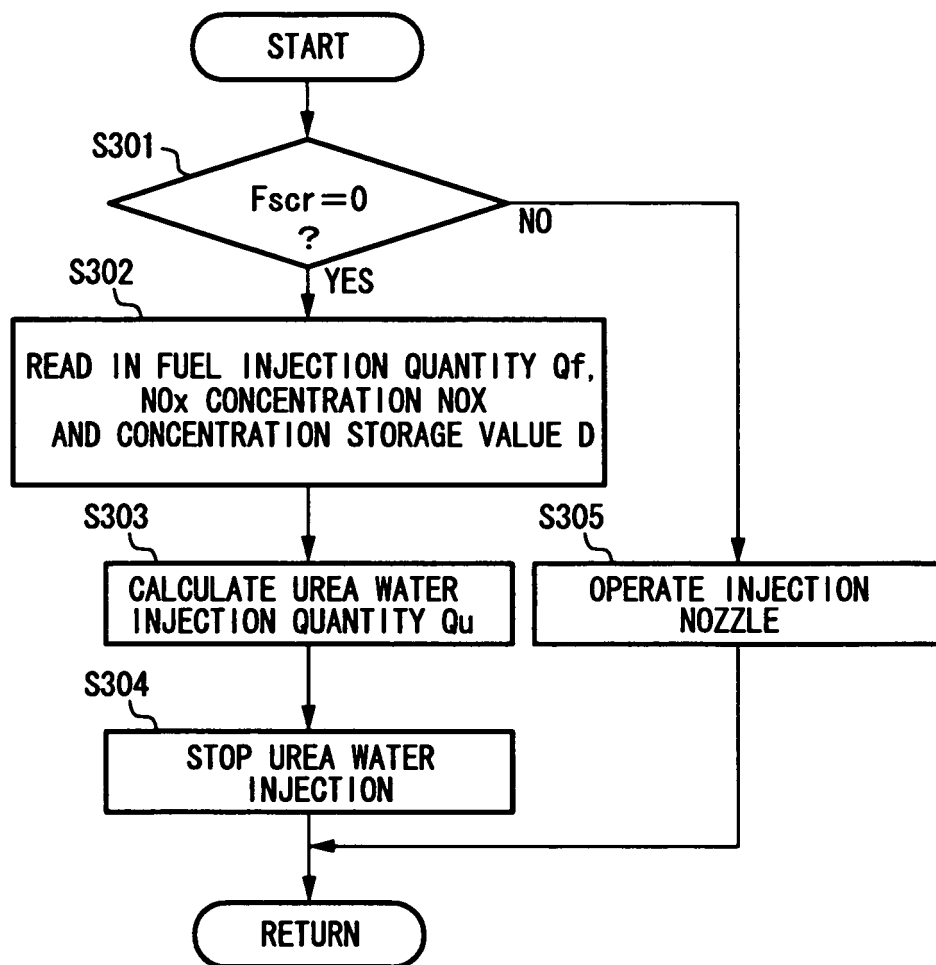 START
S301
Fscr=0
?
NO
YES
S302
READ IN FUEL INJECTION QUANTITY Qf,
NOx CONCENTRATION NOX
AND CONCENTRATION STORAGE VALUE D
S303
CALCULATE UREA WATER
INJECTION QUANTITY Qu
S305
OPERATE INJECTION
NOZZLE
S304
STOP UREA WATER
INJECTION
RETURN